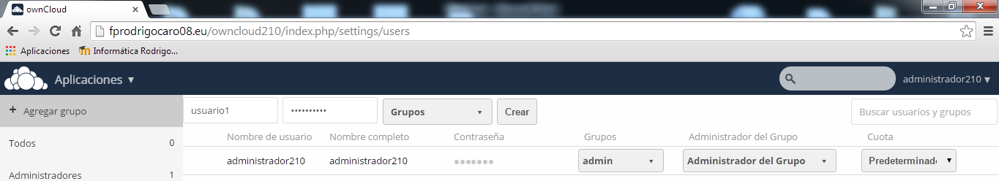 ownCloud
fprodrigocaro08.eu/owncloud210/index.php/settings/users
Aplicaciones Informática Rodrigo...
Aplicaciones administrador210
+ Agregar grupo usuario1 •••••••••• Grupos Crear Buscar usuarios y grupos
Nombre de usuario Nombre completo Contraseña Grupos Administrador del Grupo Cuota
Todos 0
administrador210 administrador210 ●●●●●●● admin Administrador del Grupo Predeterminado
Administradores 1